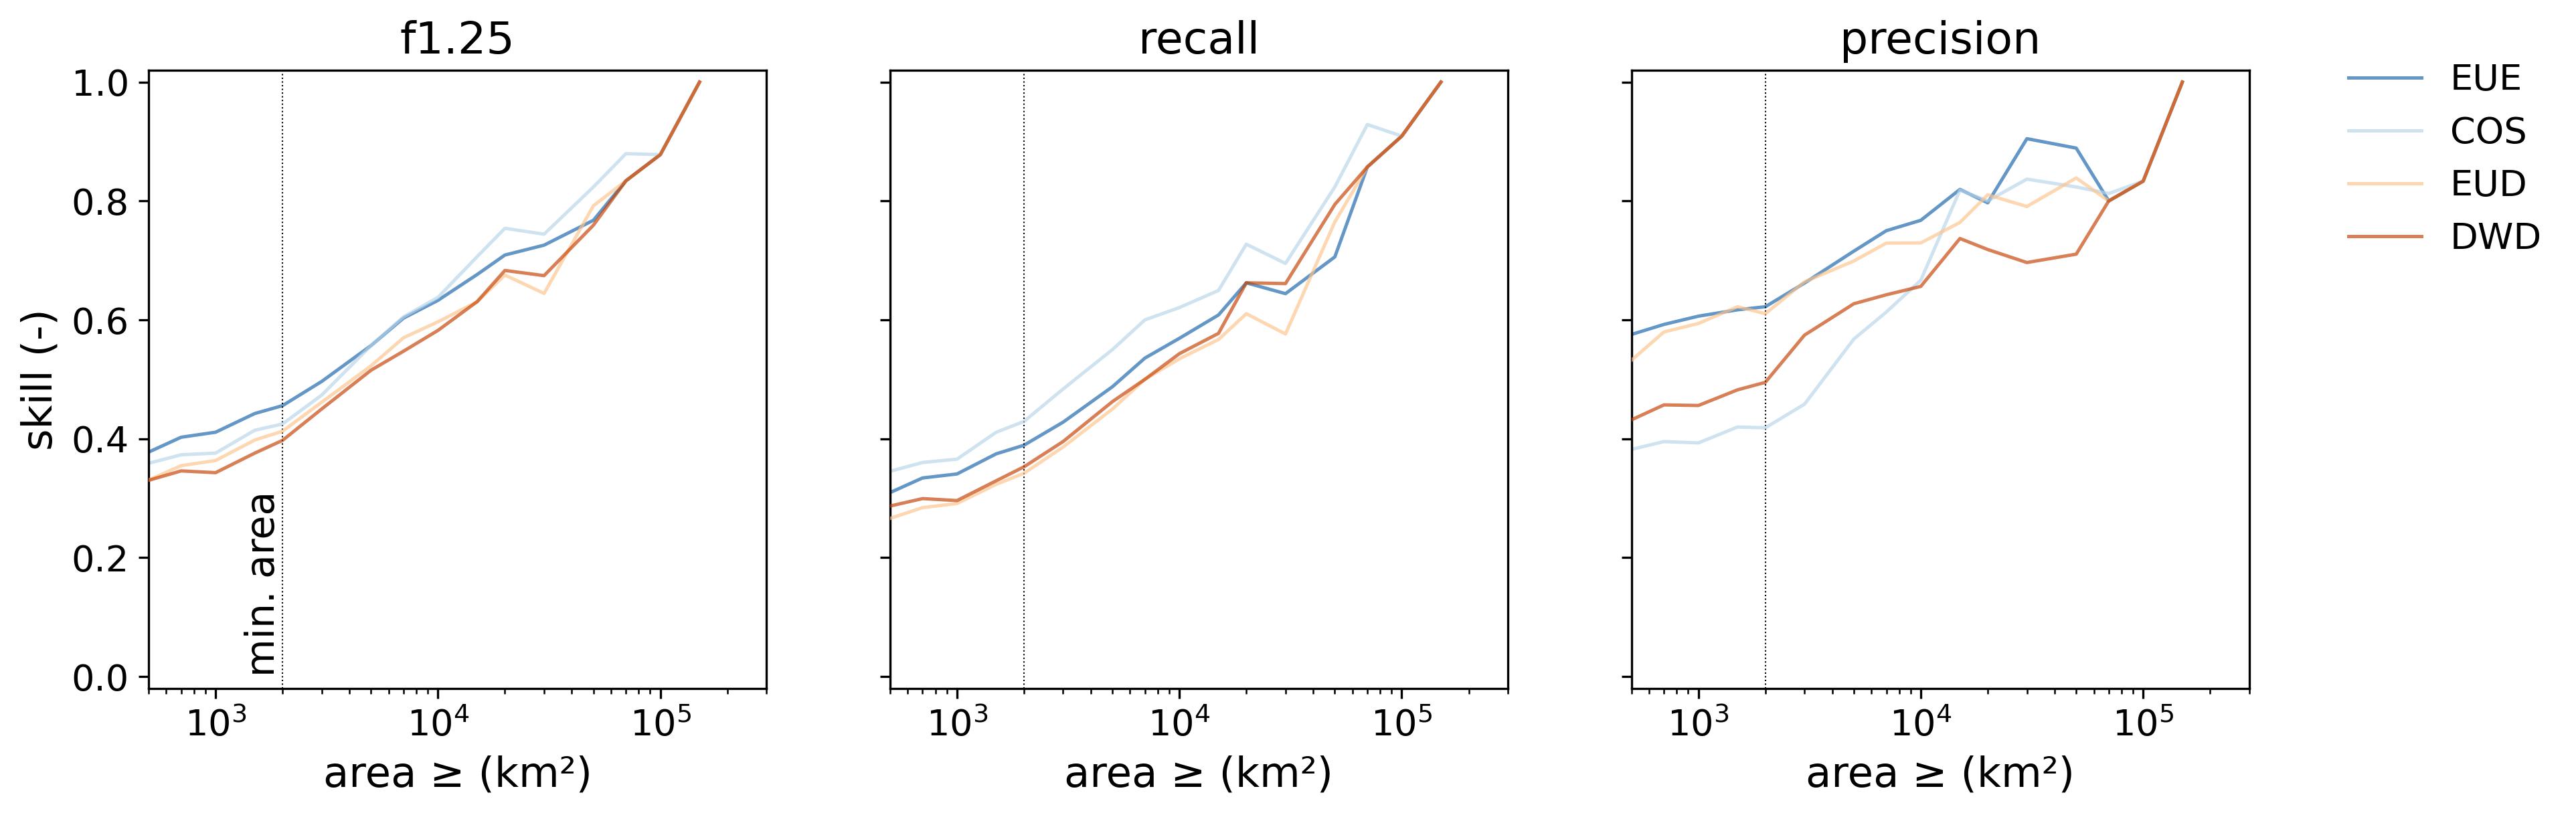 f1.25
recall
precision
skill (-)
1.0
0.8
0.6
0.4
0.2
0.0
min. area
10³
10⁴
10⁵
10³
10⁴
10⁵
10³
10⁴
10⁵
area ≥ (km²)
area ≥ (km²)
area ≥ (km²)
EUE
COS
EUD
DWD